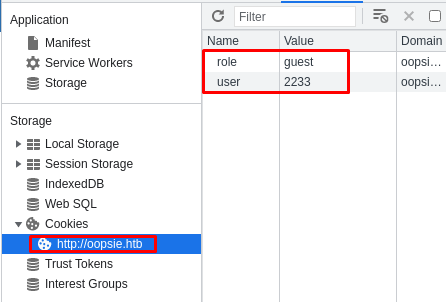 Application
Manifest
Service Workers
Storage
Storage
Local Storage
Session Storage
IndexedDB
Web SQL
Cookies
http://oopsie.htb
Trust Tokens
Interest Groups
Filter
Name Value Domain
role guest oopsi…
user 2233 oopsi…